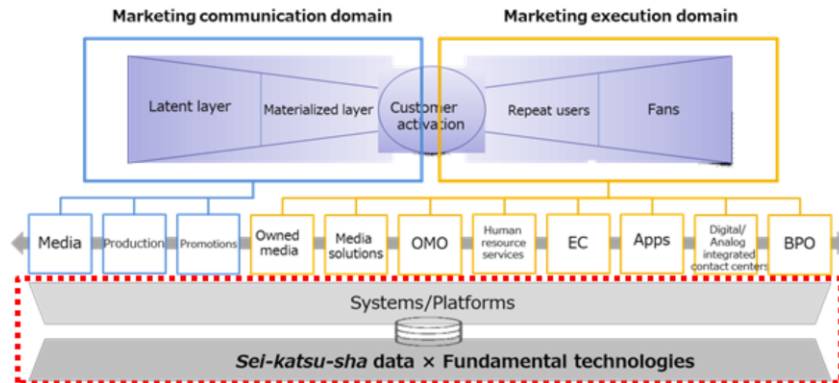 Marketing communication domain
Marketing execution domain
Latent layer
Materialized layer
Customer
activation
Repeat users
Fans
Media
Production
Promotions
Owned
media
Media
solutions
OMO
Human
resource
services
EC
Apps
Digital/
Analog
integrated
contact centers
BPO
Systems/Platforms
Sei-katsu-sha data × Fundamental technologies